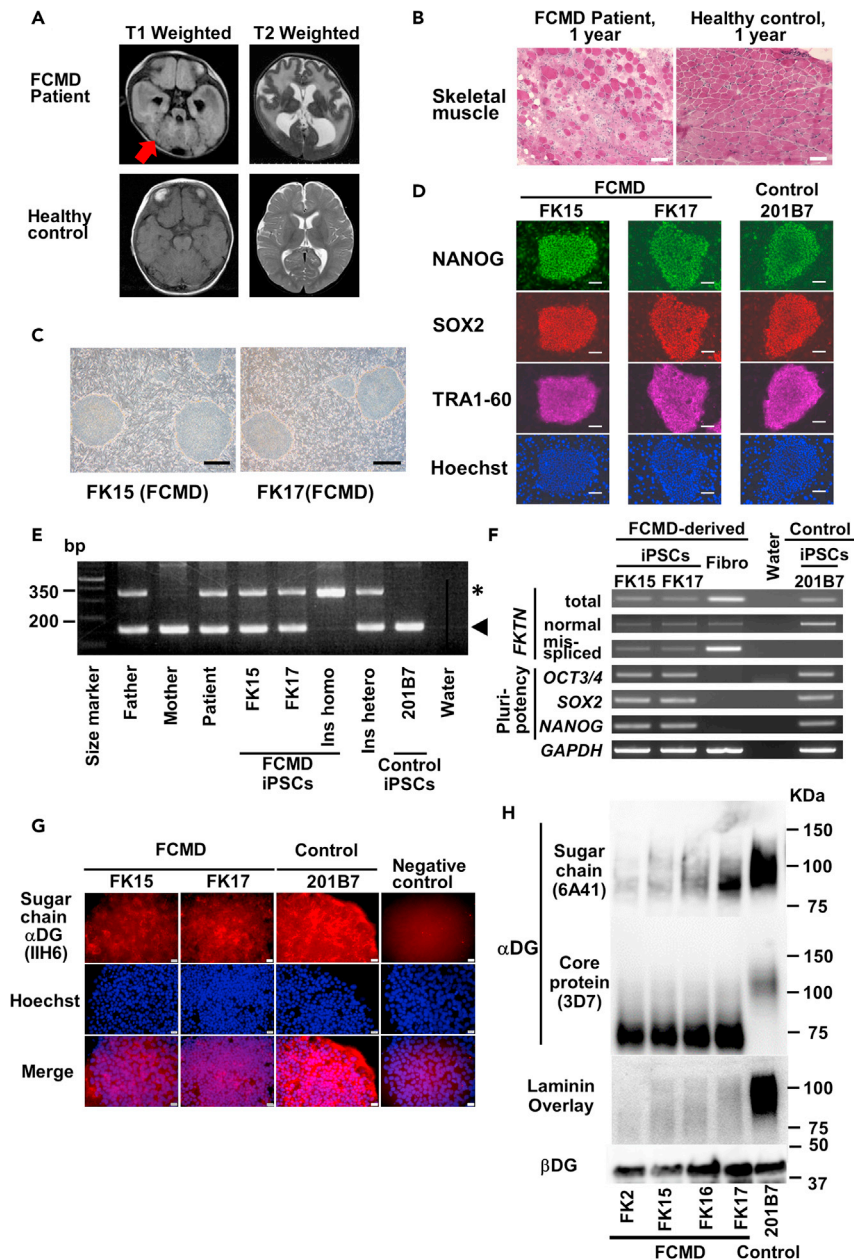 A
T1 Weighted T2 Weighted
FCMD
Patient
Healthy
control
B
FCMD Patient,
1 year
Healthy control,
1 year
Skeletal
muscle
C
FK15 (FCMD) FK17(FCMD)
D
FCMD Control
FK15 FK17 201B7
NANOG
SOX2
TRA1-60
Hoechst
E
bp
350
200
*
Size marker
Father
Mother
Patient
FK15
FK17
Ins homo
Ins hetero
201B7
Water
FCMD
iPSCs
Control
iPSCs
F
FCMD-derived Water Control
iPSCs Fibro iPSCs
FK15 FK17 201B7
FKTN
total
normal
mis-
spliced
Pluri-
potency
OCT3/4
SOX2
NANOG
GAPDH
G
FCMD Control Negative
control
FK15 FK17 201B7
Sugar
chain
αDG
(IIH6)
Hoechst
Merge
H
KDa
αDG
Sugar
chain
(6A41)
150
100
75
Core
protein
(3D7)
150
100
75
Laminin
Overlay
100
75
βDG
50
37
FK2
FK15
FK16
FK17
201B7
FCMD Control